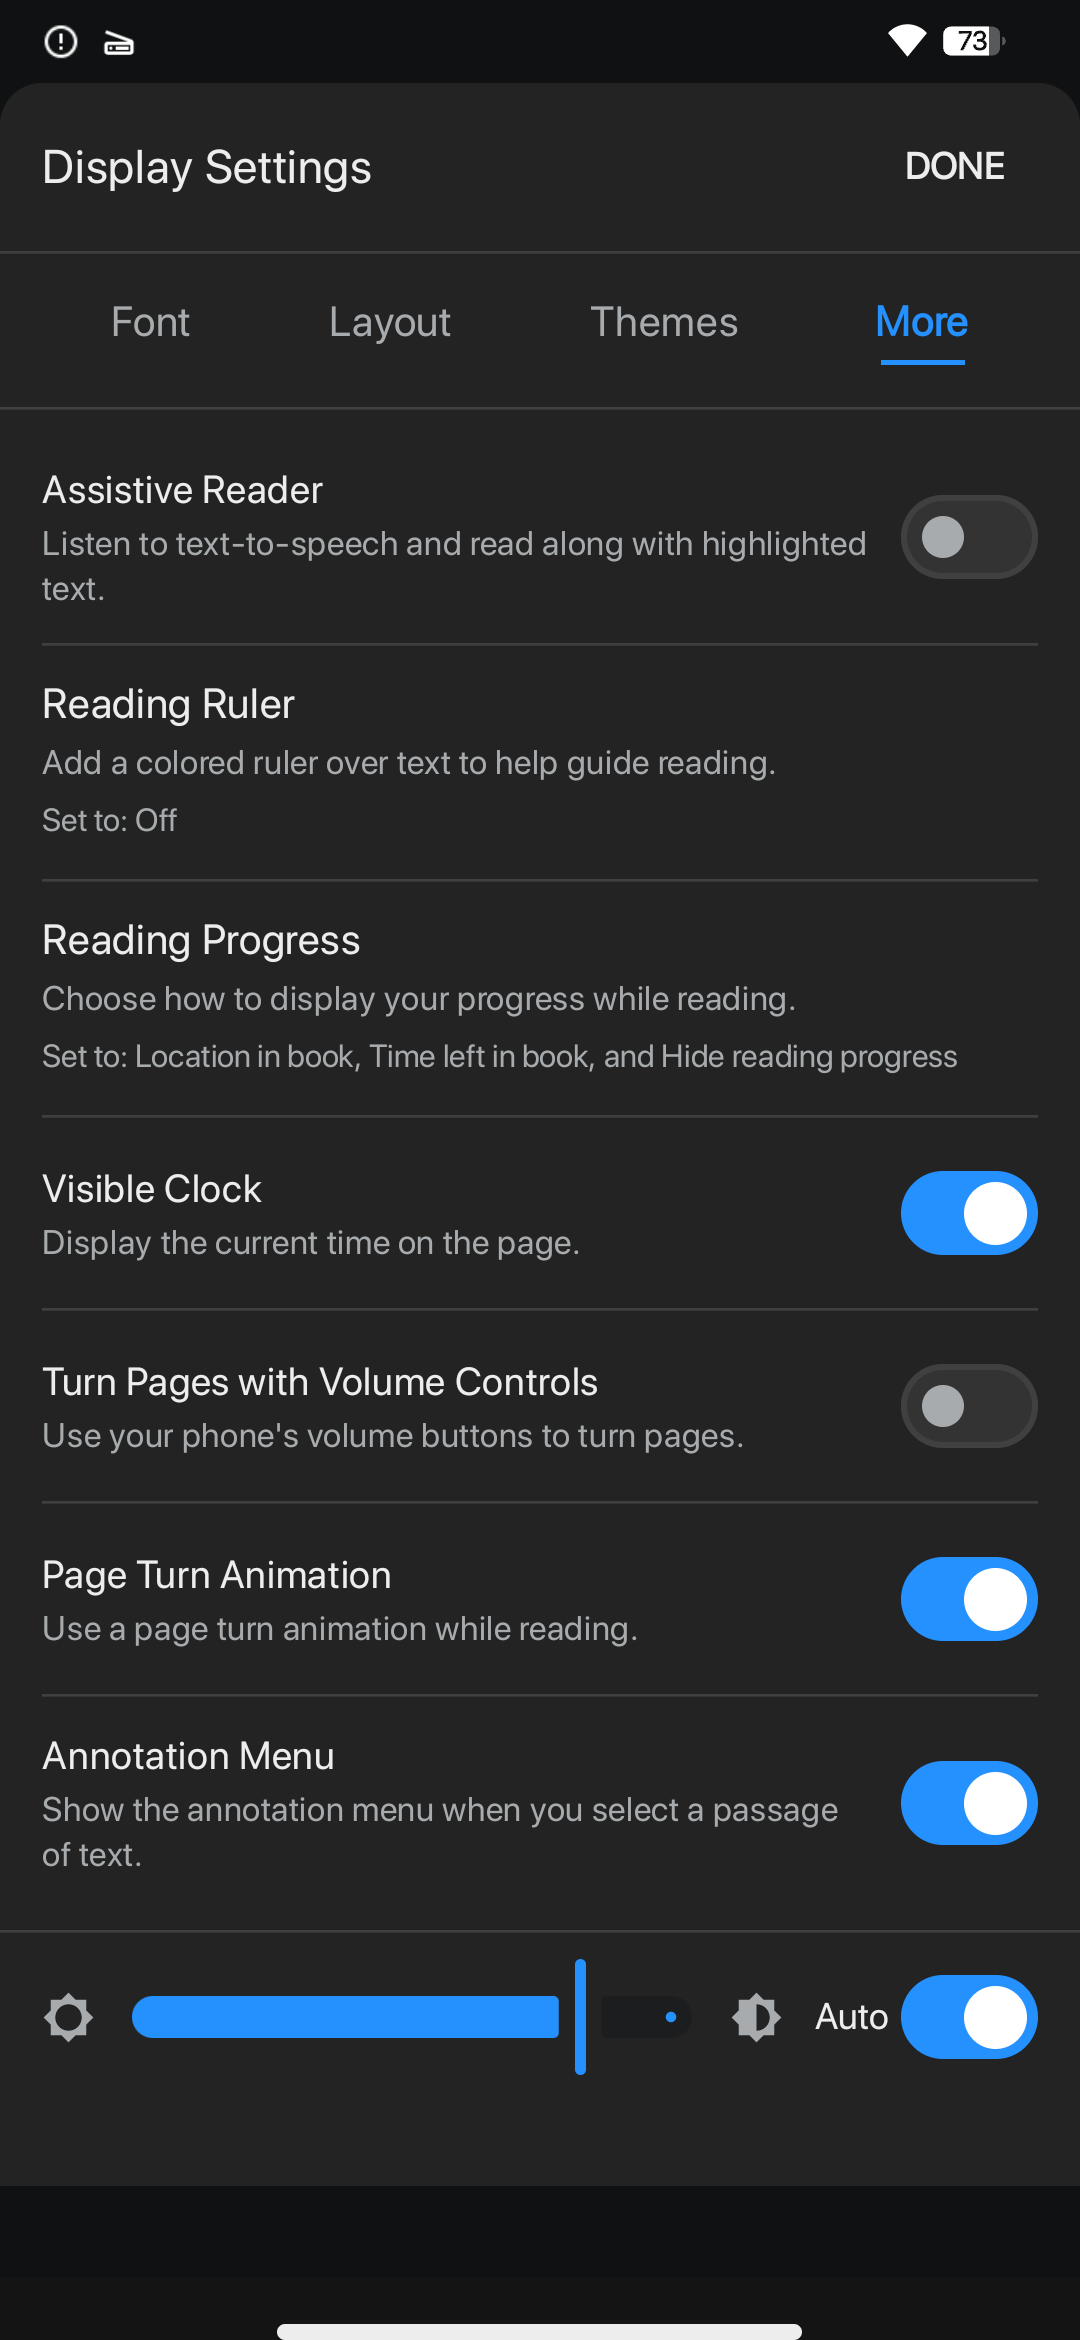 73
Display Settings
DONE
Font
Layout
Themes
More
Assistive Reader
Listen to text-to-speech and read along with highlighted
text.
Reading Ruler
Add a colored ruler over text to help guide reading.
Set to: Off
Reading Progress
Choose how to display your progress while reading.
Set to: Location in book, Time left in book, and Hide reading progress
Visible Clock
Display the current time on the page.
Turn Pages with Volume Controls
Use your phone's volume buttons to turn pages.
Page Turn Animation
Use a page turn animation while reading.
Annotation Menu
Show the annotation menu when you select a passage
of text.
Auto